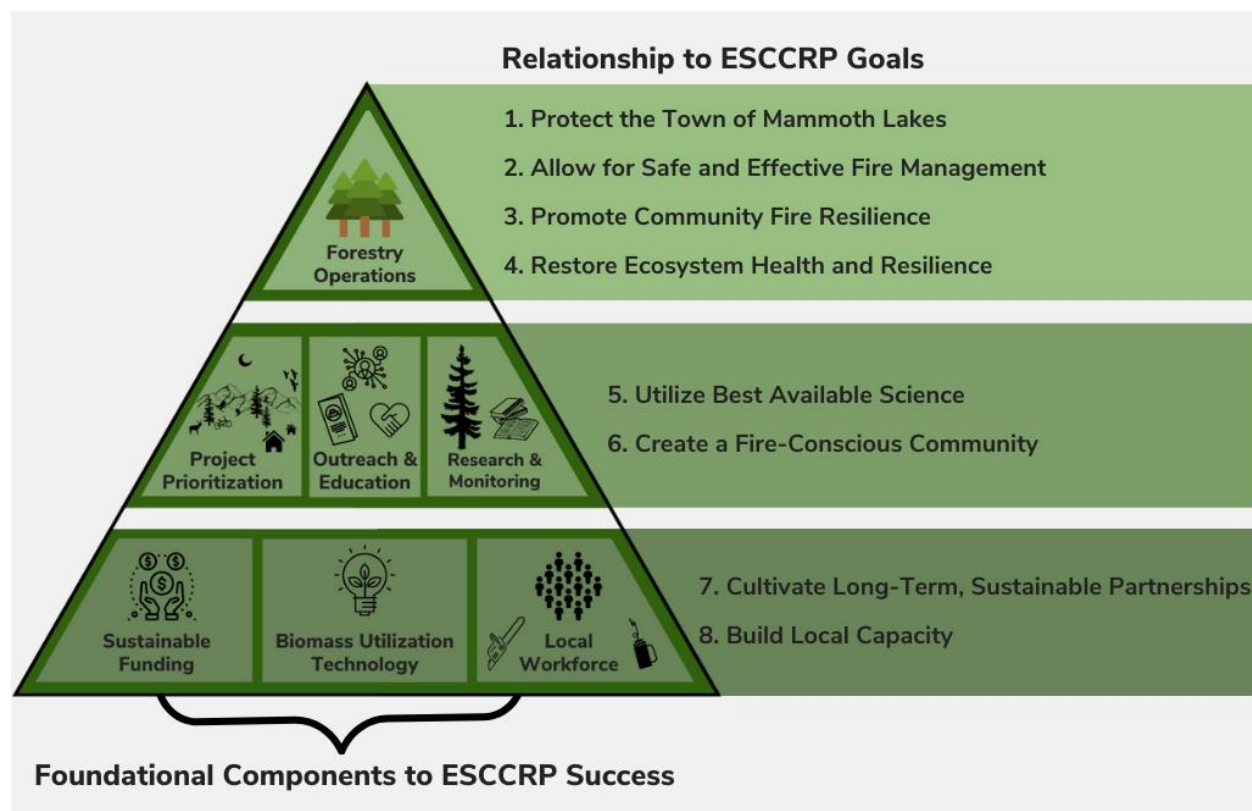 Relationship to ESCCRP Goals
1. Protect the Town of Mammoth Lakes
2. Allow for Safe and Effective Fire Management
3. Promote Community Fire Resilience
4. Restore Ecosystem Health and Resilience
Forestry
Operations
5. Utilize Best Available Science
6. Create a Fire-Conscious Community
Project
Prioritization
Outreach &
Education
Research &
Monitoring
7. Cultivate Long-Term, Sustainable Partnerships
8. Build Local Capacity
Sustainable
Funding
Biomass Utilization
Technology
Local
Workforce
Foundational Components to ESCCRP Success